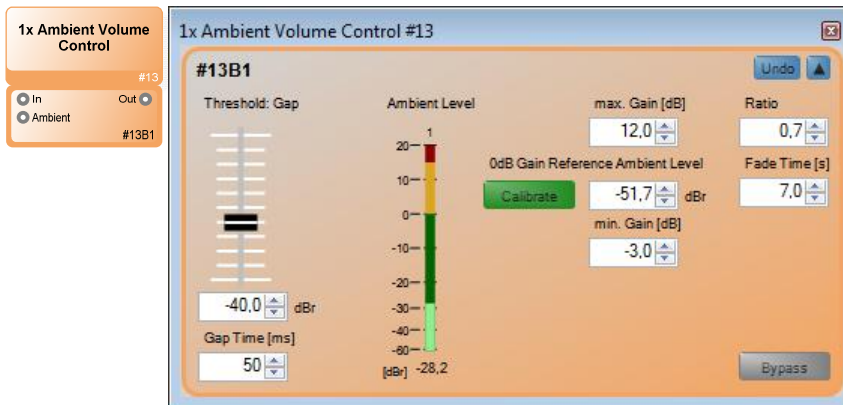 1x Ambient Volume
Control
#13
In Out
Ambient
#13B1
1x Ambient Volume Control #13
#13B1 Undo
Threshold: Gap Ambient Level max. Gain [dB] Ratio
1
12,0 0,7
20
0dB Gain Reference Ambient Level Fade Time [s]
10
Calibrate -51,7 dBr 7,0
0
min. Gain [dB]
-10
-3,0
-20
-40,0 dBr
-30
-40
Gap Time [ms]
-60
50
[dBr] -28,2
Bypass